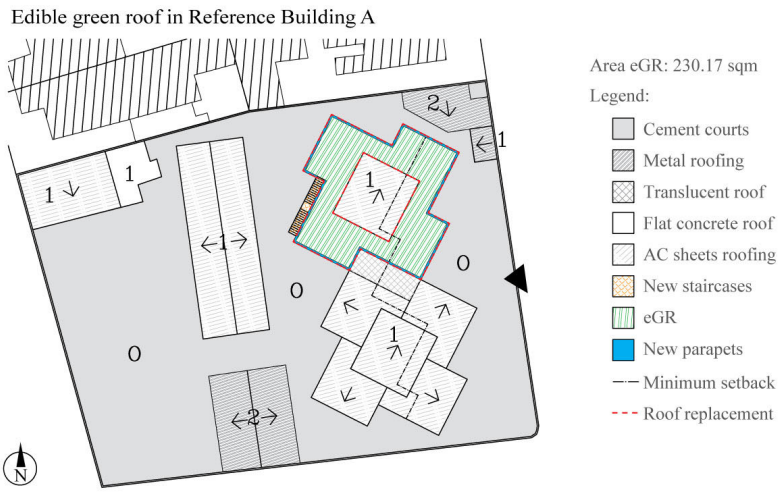 Edible green roof in Reference Building A
Area eGR: 230.17 sqm
Legend:
Cement courts
Metal roofing
Translucent roof
Flat concrete roof
AC sheets roofing
New staircases
eGR
New parapets
Minimum setback
Roof replacement
2
1
1
1
1
1
0
0
1
0
2
N